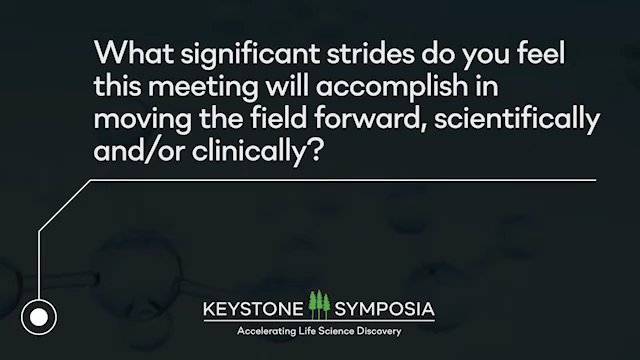 What significant strides do you feel
this meeting will accomplish in
moving the field forward, scientifically
and/or clinically?
KEYSTONE SYMPOSIA
Accelerating Life Science Discovery